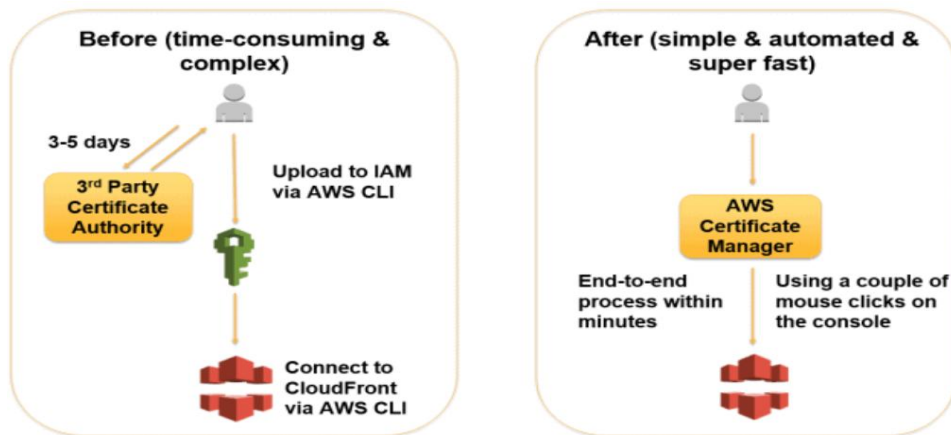 Before (time-consuming &
complex)
3-5 days
3rd Party
Certificate
Authority
Upload to IAM
via AWS CLI
Connect to
CloudFront
via AWS CLI
After (simple & automated &
super fast)
AWS
Certificate
Manager
End-to-end
process within
minutes
Using a couple of
mouse clicks on
the console